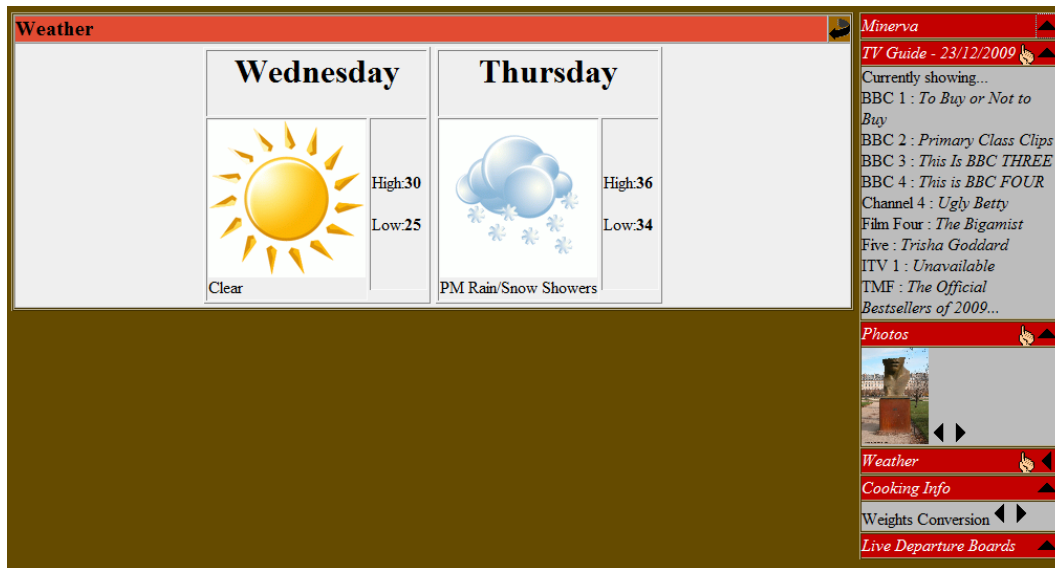 Weather
Wednesday
High:30
Low:25
Clear
Thursday
High:36
Low:34
PM Rain/Snow Showers
Minerva
TV Guide - 23/12/2009
Currently showing...
BBC 1 : To Buy or Not to
Buy
BBC 2 : Primary Class Clips
BBC 3 : This Is BBC THREE
BBC 4 : This is BBC FOUR
Channel 4 : Ugly Betty
Film Four : The Bigamist
Five : Trisha Goddard
ITV 1 : Unavailable
TMF : The Official
Bestsellers of 2009...
Photos
Weather
Cooking Info
Weights Conversion
Live Departure Boards